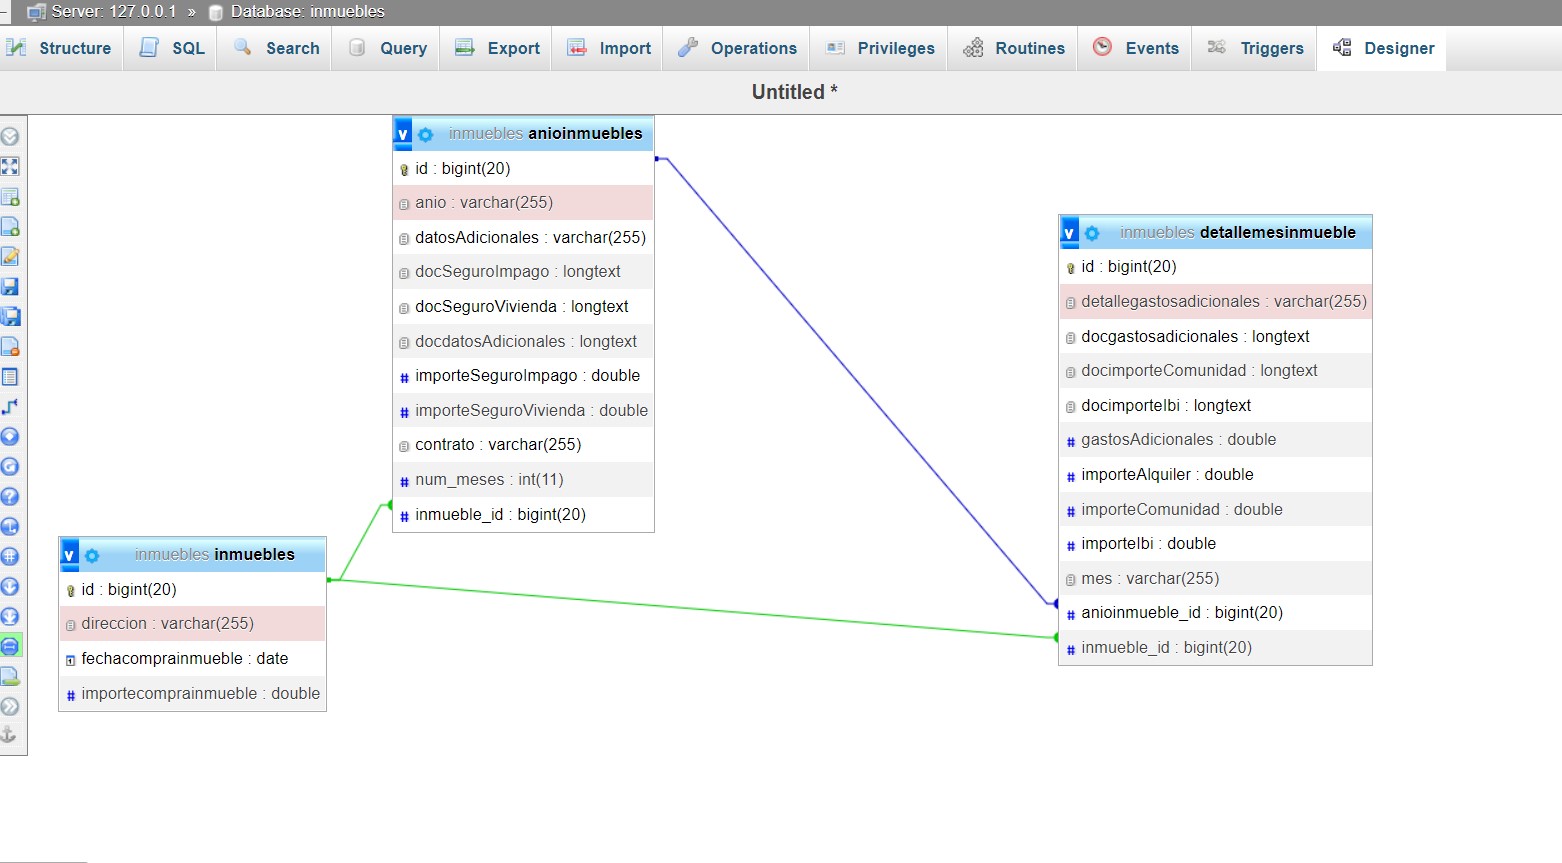 Server: 127.0.0.1 » Database: inmuebles
Structure SQL Search Query Export Import Operations Privileges Routines Events Triggers Designer
Untitled *
v inmuebles anioinmuebles
id : bigint(20)
anio : varchar(255)
datosAdicionales : varchar(255)
docSeguroImpago : longtext
docSeguroVivienda : longtext
docdatosAdicionales : longtext
# importeSeguroImpago : double
# importeSeguroVivienda : double
contrato : varchar(255)
# num_meses : int(11)
# inmueble_id : bigint(20)
v inmuebles detallemesinmueble
id : bigint(20)
detallegastosadicionales : varchar(255)
docgastosadicionales : longtext
docimporteComunidad : longtext
docimporteIbi : longtext
# gastosAdicionales : double
# importeAlquiler : double
# importeComunidad : double
# importeIbi : double
mes : varchar(255)
# anioinmueble_id : bigint(20)
# inmueble_id : bigint(20)
v inmuebles inmuebles
id : bigint(20)
direccion : varchar(255)
fechacomprainmueble : date
# importecomprainmueble : double